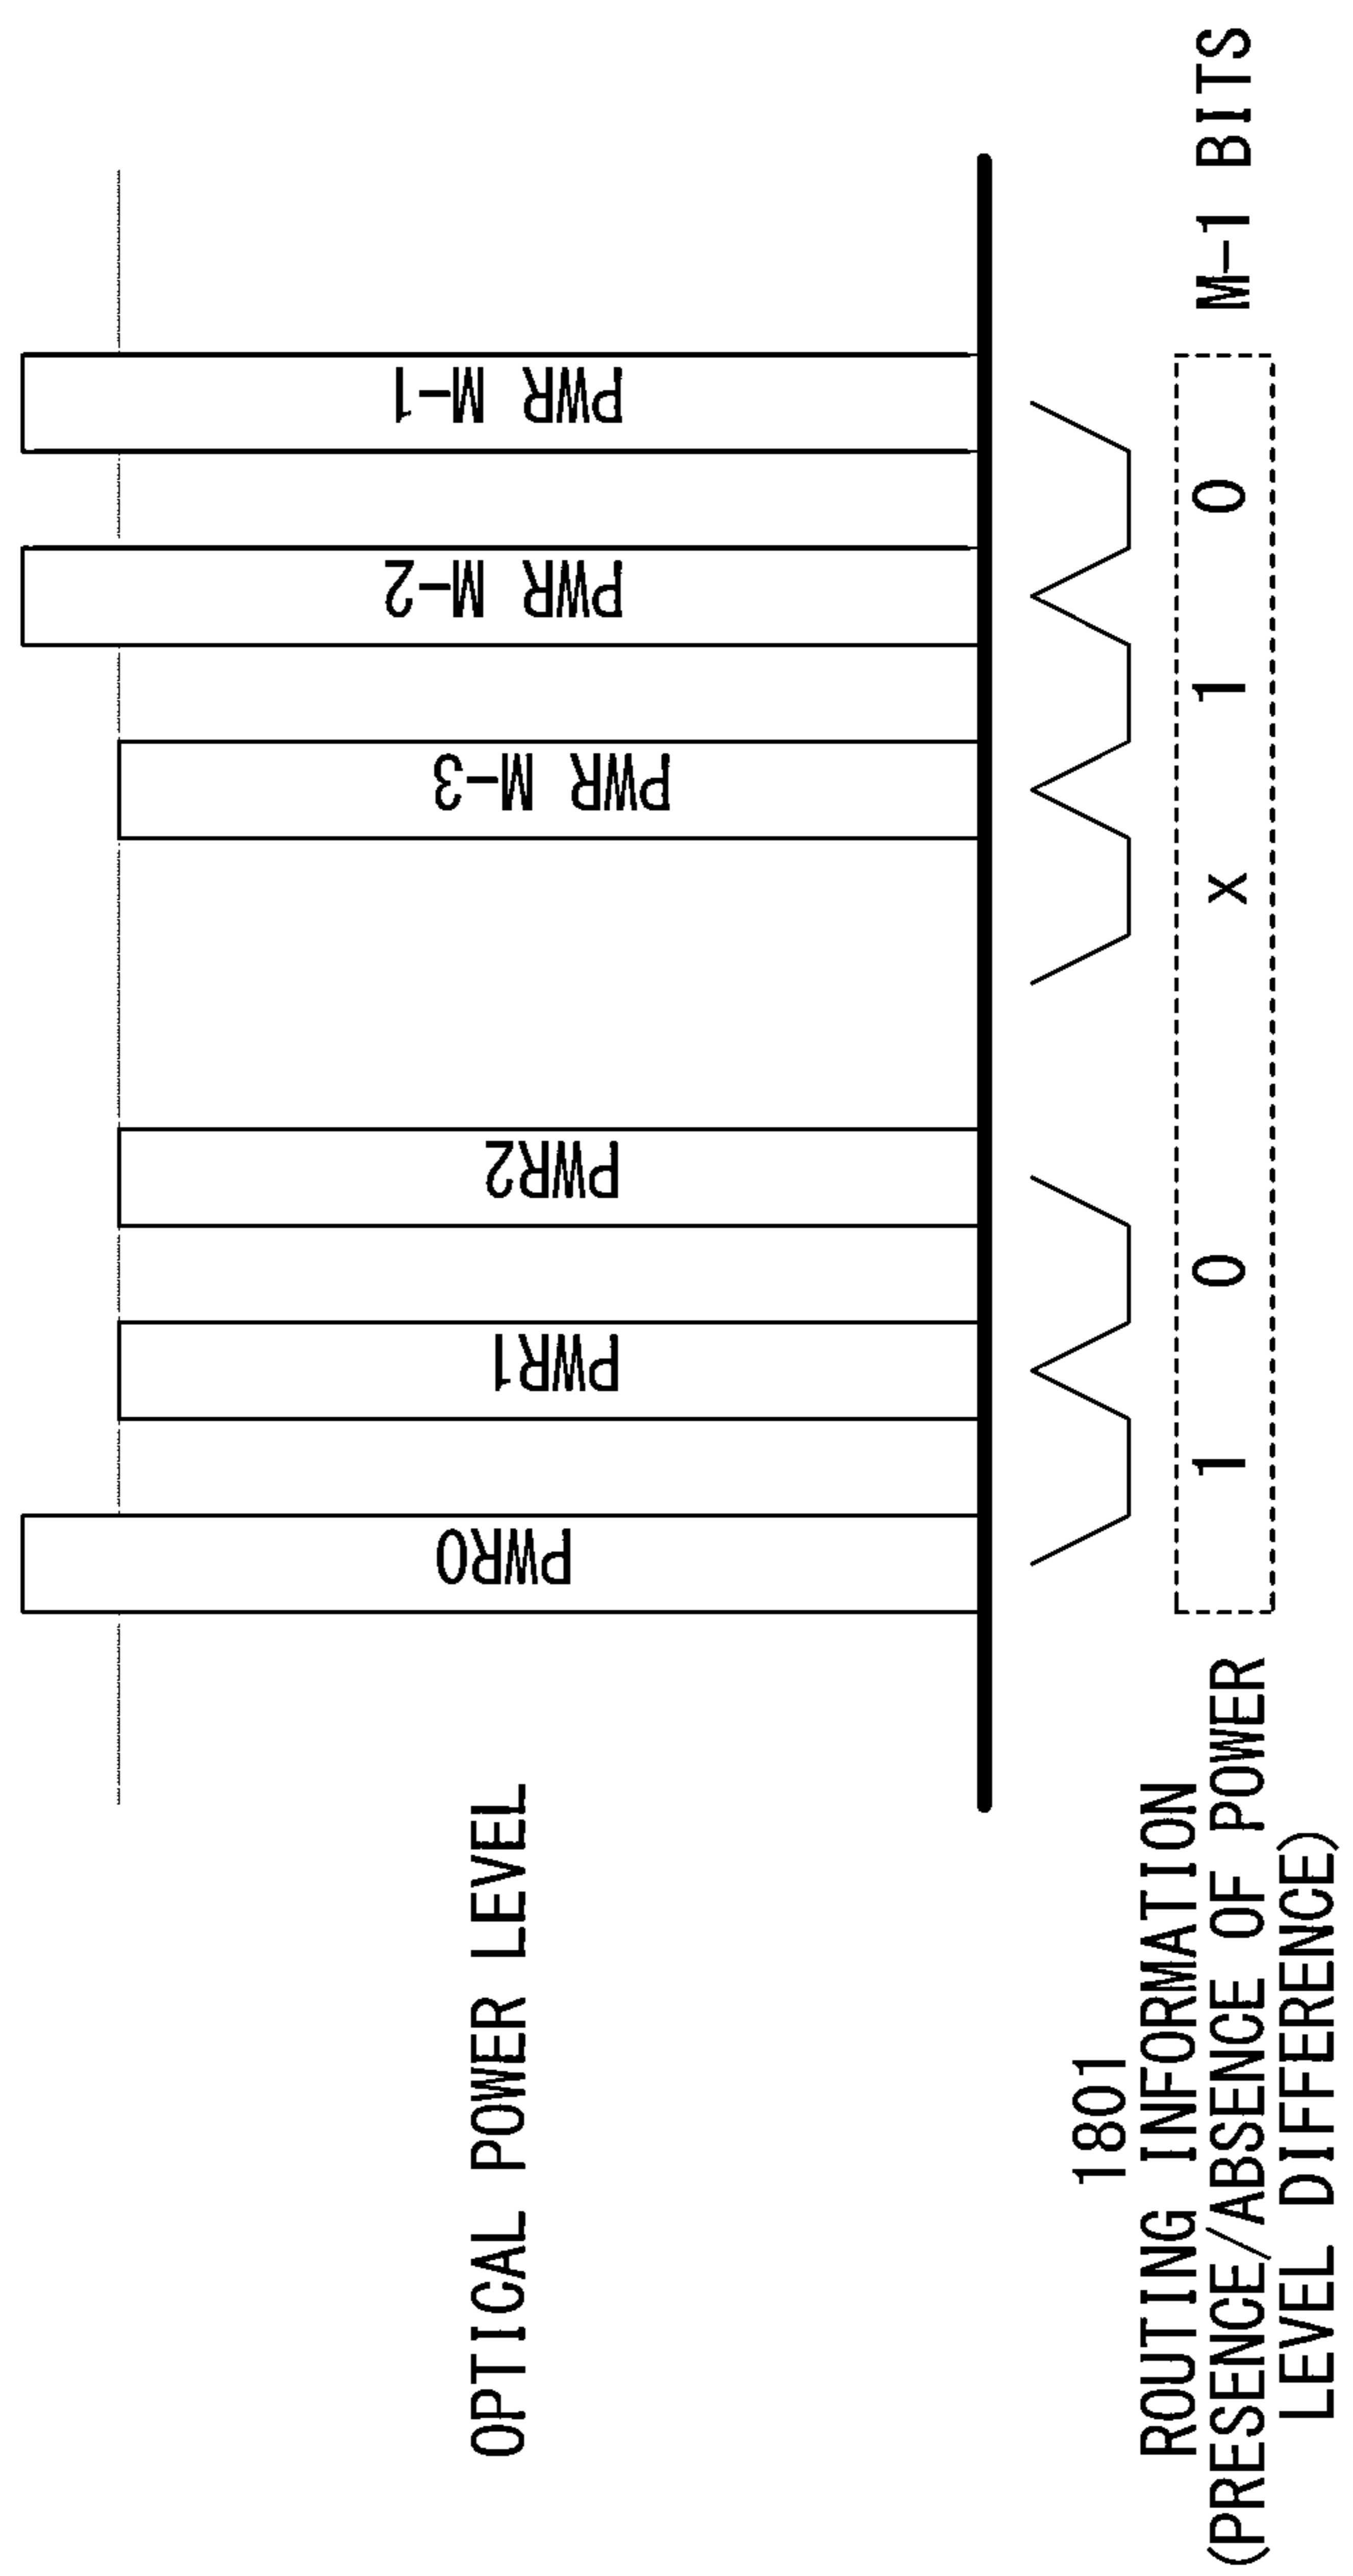 OPTICAL POWER LEVEL
PWR0
PWR1
PWR2
PWR M-3
PWR M-2
PWR M-1
1801
ROUTING INFORMATION
(PRESENCE/ABSENCE OF POWER
LEVEL DIFFERENCE)
1 0 x 1 0
M-1 BITS